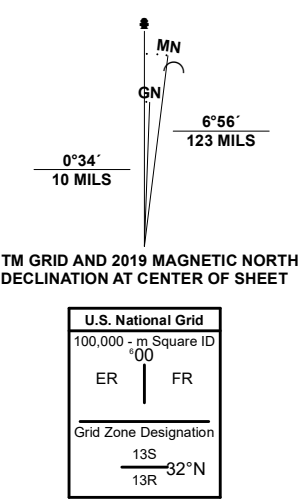 MN
GN
6°56´
123 MILS
0°34´
10 MILS
TM GRID AND 2019 MAGNETIC NORTH
DECLINATION AT CENTER OF SHEET
U.S. National Grid
100,000 - m Square ID
⁶00
ER FR
Grid Zone Designation
13S
32°N
13R